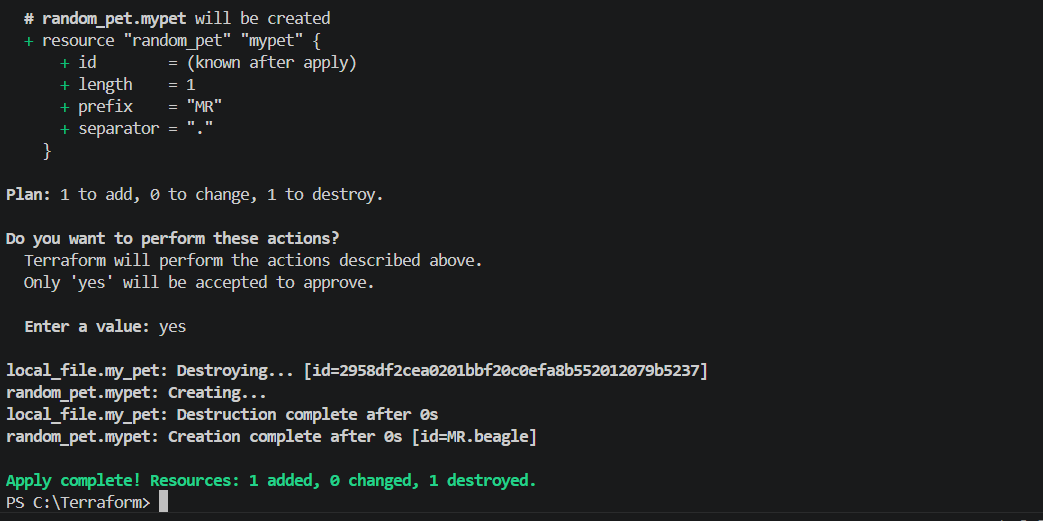 # random_pet.mypet will be created
+ resource "random_pet" "mypet" {
+ id        = (known after apply)
+ length    = 1
+ prefix    = "MR"
+ separator = "."
}
Plan: 1 to add, 0 to change, 1 to destroy.
Do you want to perform these actions?
Terraform will perform the actions described above.
Only 'yes' will be accepted to approve.
Enter a value: yes
local_file.my_pet: Destroying... [id=2958df2cea0201bbf20c0efa8b552012079b5237]
random_pet.mypet: Creating...
local_file.my_pet: Destruction complete after 0s
random_pet.mypet: Creation complete after 0s [id=MR.beagle]
Apply complete! Resources: 1 added, 0 changed, 1 destroyed.
PS C:\Terraform>